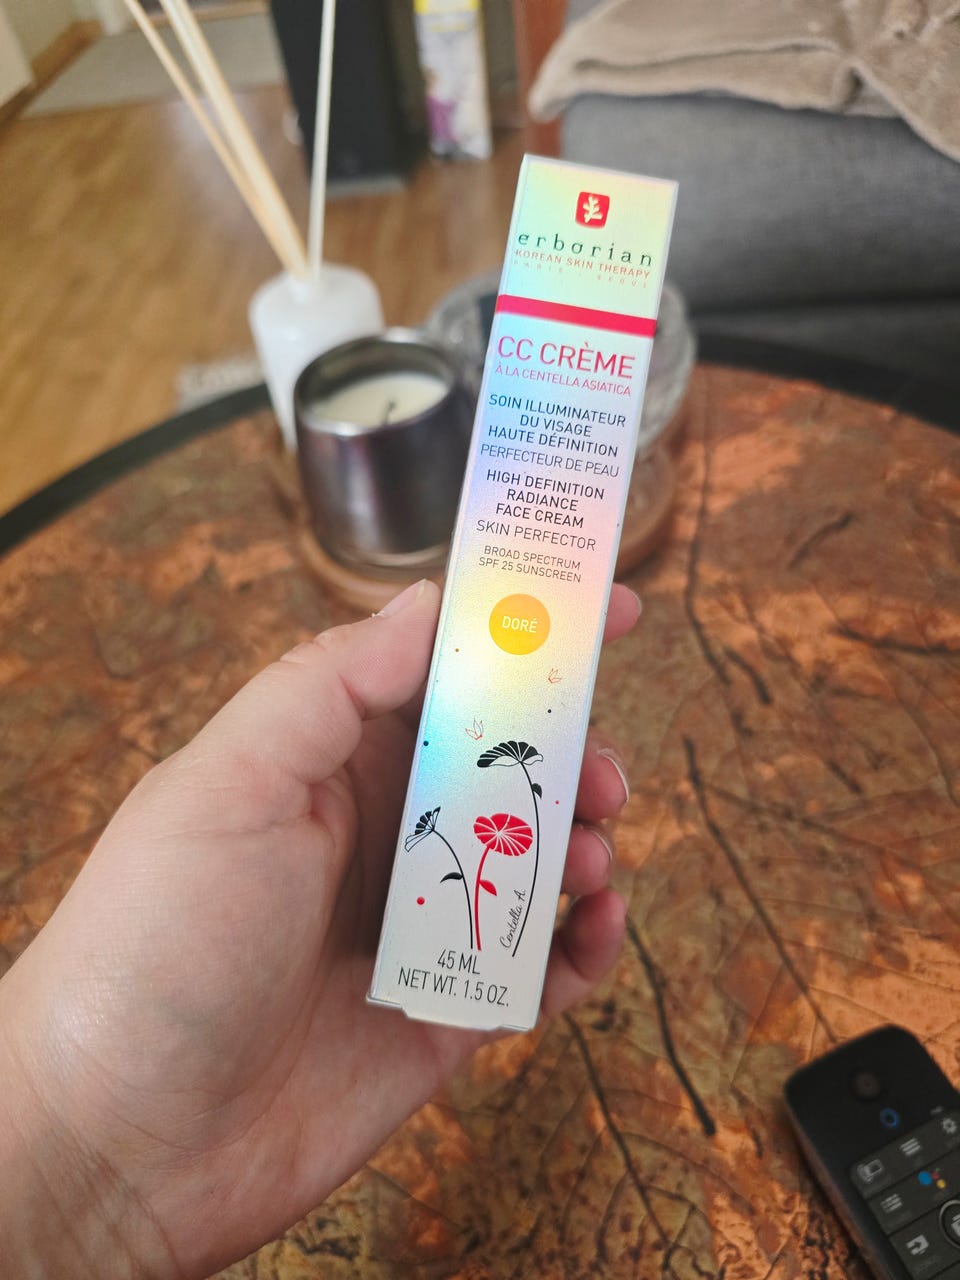 erborian
KOREAN SKIN THERAPY
PARIS - SEOUL
CC CRÈME
À LA CENTELLA ASIATICA
SOIN ILLUMINATEUR
DU VISAGE
HAUTE DÉFINITION
PERFECTEUR DE PEAU
HIGH DEFINITION
RADIANCE
FACE CREAM
SKIN PERFECTOR
BROAD SPECTRUM
SPF 25 SUNSCREEN
DORÉ
Centella A.
45 ML
NET WT. 1.5 OZ.